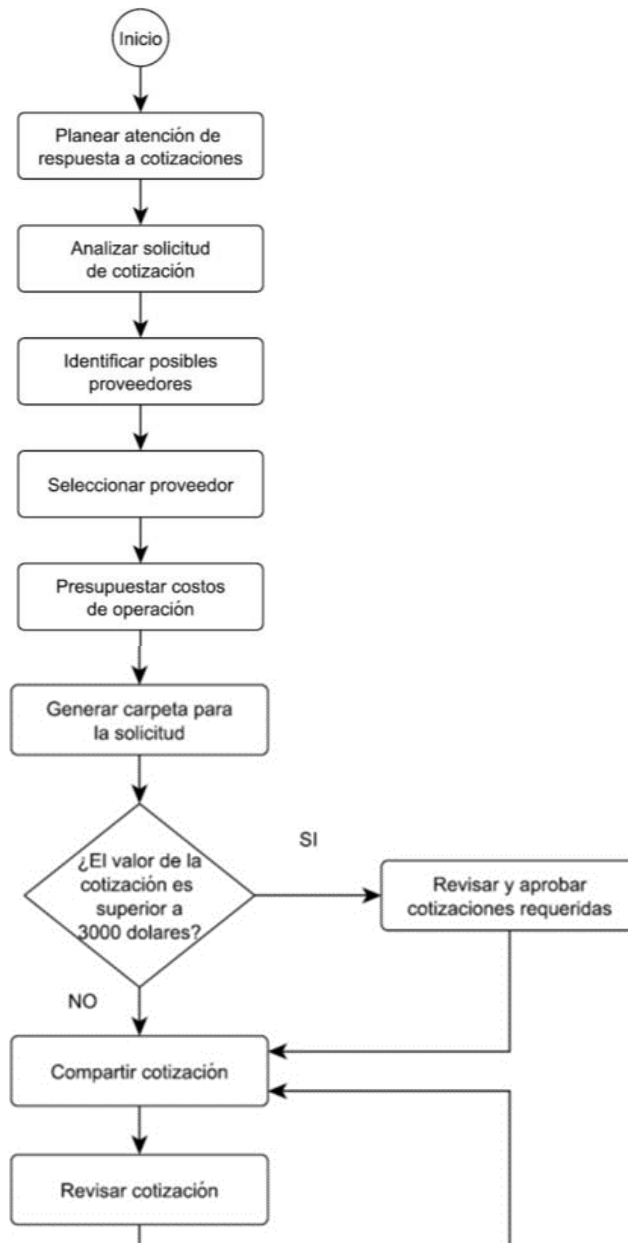 Inicio
Planear atención de
respuesta a cotizaciones
Analizar solicitud
de cotización
Identificar posibles
proveedores
Seleccionar proveedor
Presupuestar costos
de operación
Generar carpeta para
la solicitud
¿El valor de la
cotización es
superior a
3000 dolares?
SI
Revisar y aprobar
cotizaciones requeridas
NO
Compartir cotización
Revisar cotización